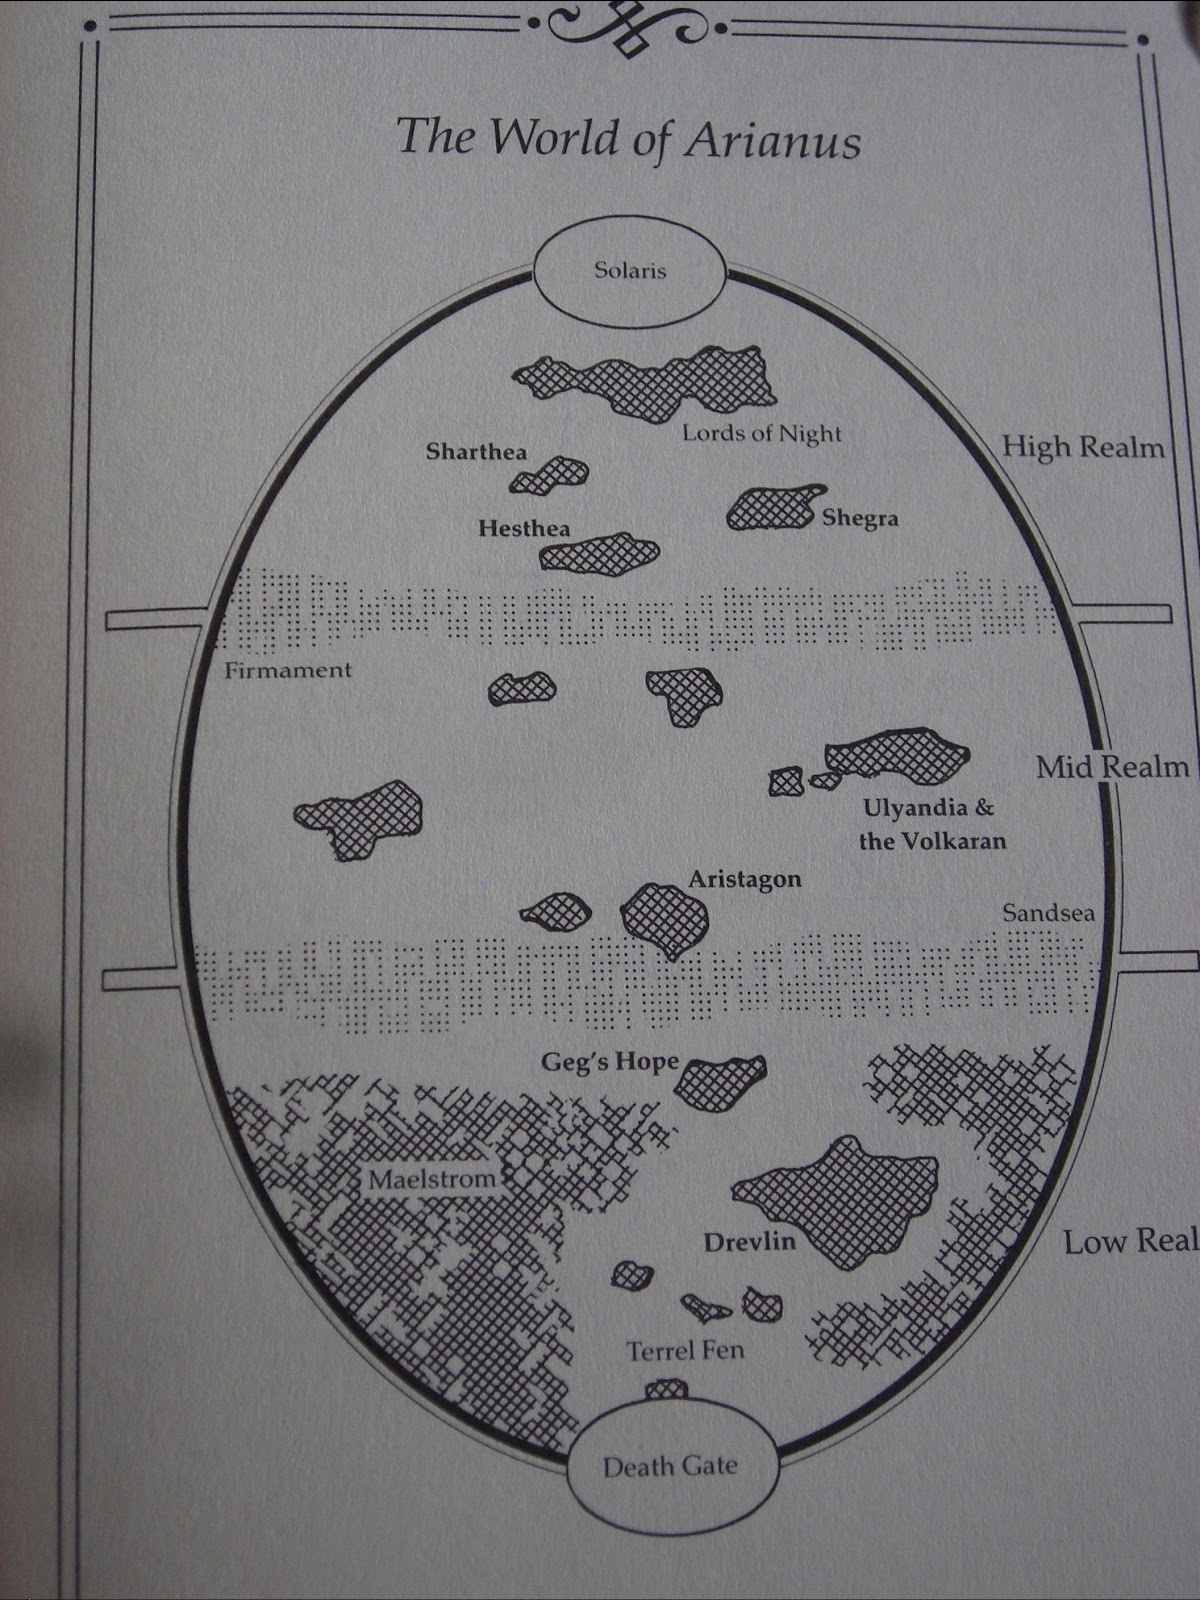 The World of Arianus
Solaris
Lords of Night
High Realm
Sharthea
Shegra
Hesthea
Firmament
Mid Realm
Ulyandia &
the Volkaran
Aristagon
Sandsea
Geg's Hope
Maelstrom
Drevlin
Low Real
Terrel Fen
Death Gate